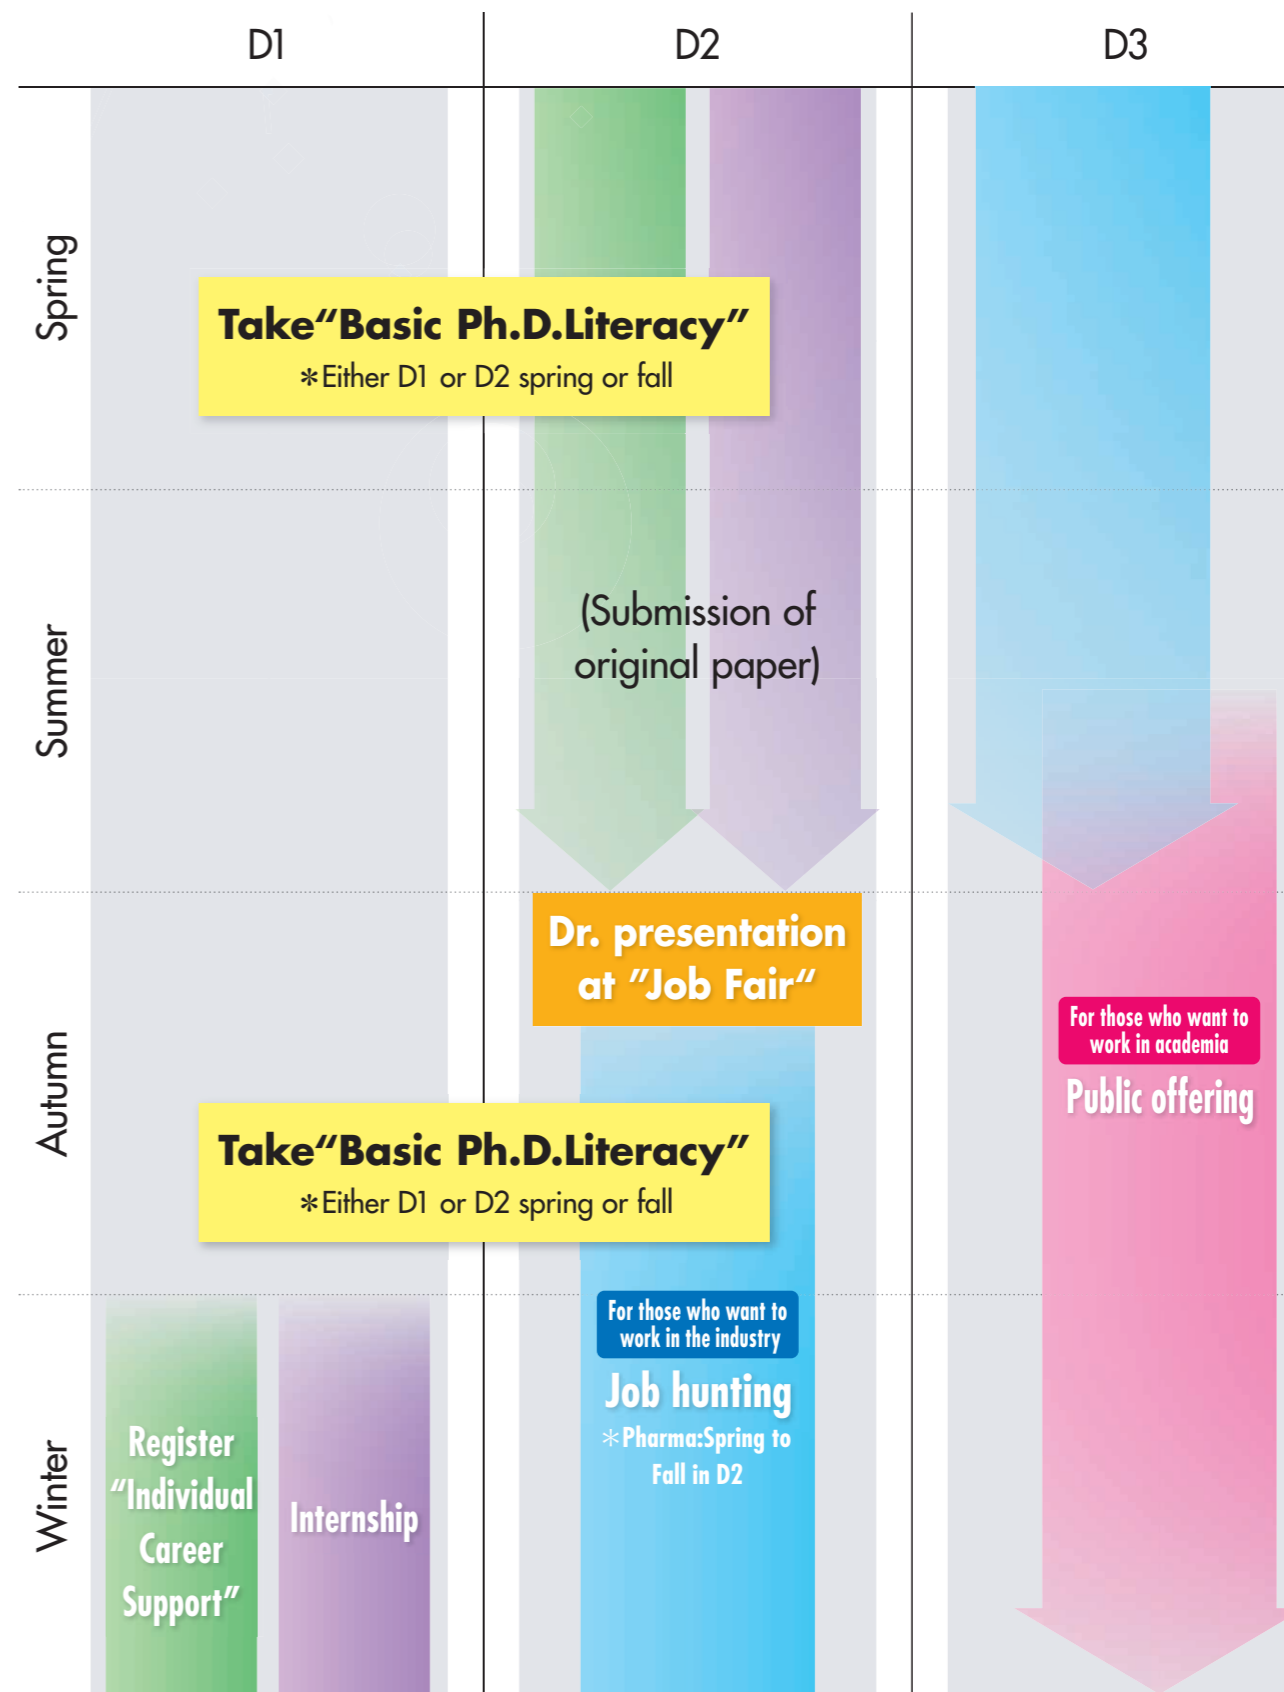 D1
D2
D3
Spring
Take“Basic Ph.D.Literacy”
*Either D1 or D2 spring or fall
Summer
(Submission of
original paper)
Autumn
Dr. presentation
at ”Job Fair“
For those who want to
work in academia
Public offering
Take“Basic Ph.D.Literacy”
*Either D1 or D2 spring or fall
Winter
Register
“Individual
Career
Support”
Internship
For those who want to
work in the industry
Job hunting
*Pharma:Spring to
Fall in D2